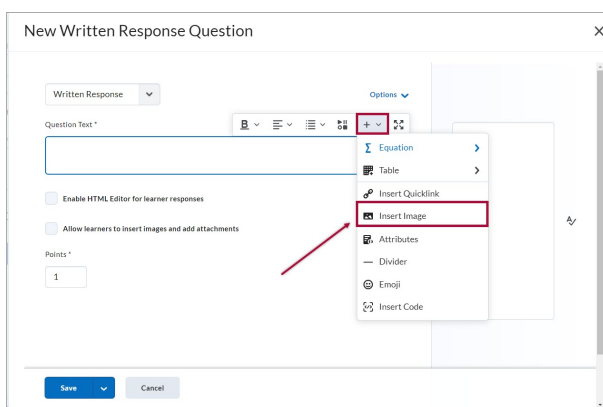 New Written Response Question
Written Response
Options
Question Text *
B
Equation
Table
Insert Quicklink
Insert Image
Attributes
Divider
Emoji
Insert Code
Enable HTML Editor for learner responses
Allow learners to insert images and add attachments
Points *
1
Save
Cancel